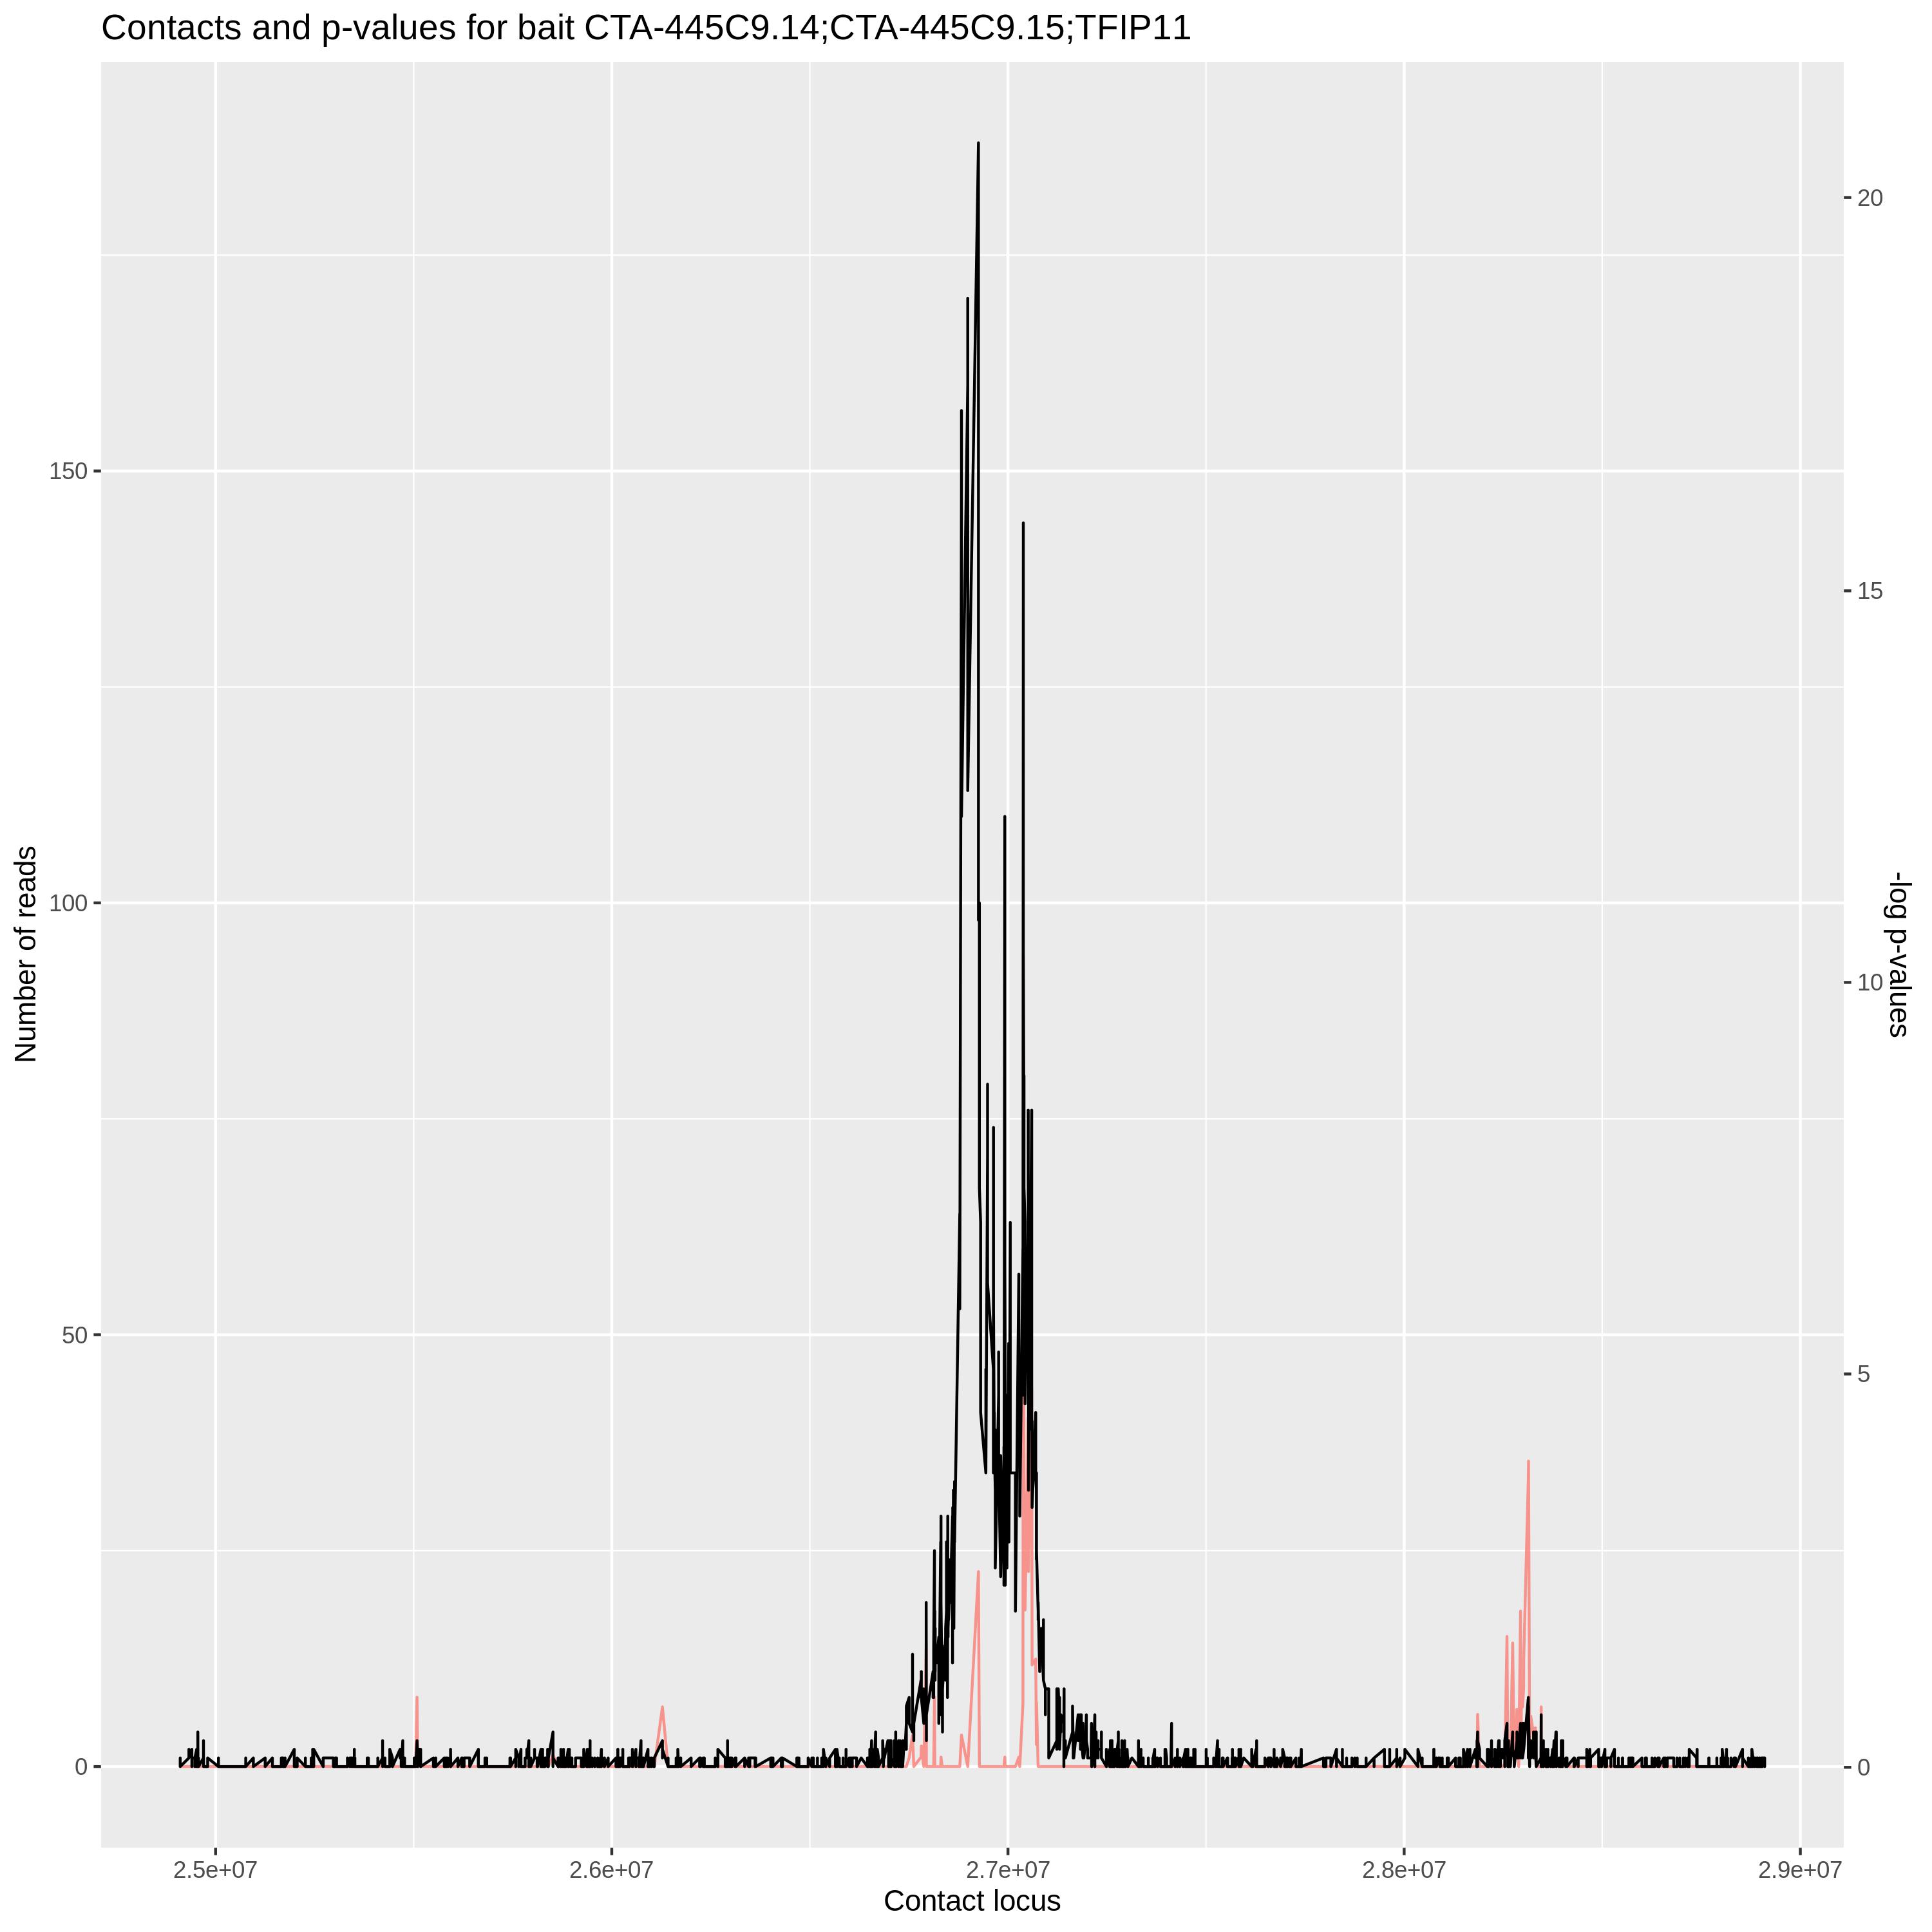 Contacts and p-values for bait CTA-445C9.14;CTA-445C9.15;TFIP11
Number of reads
150
100
50
0
20
15
10
5
0
-log p-values
2.5e+07 2.6e+07 2.7e+07 2.8e+07 2.9e+07
Contact locus